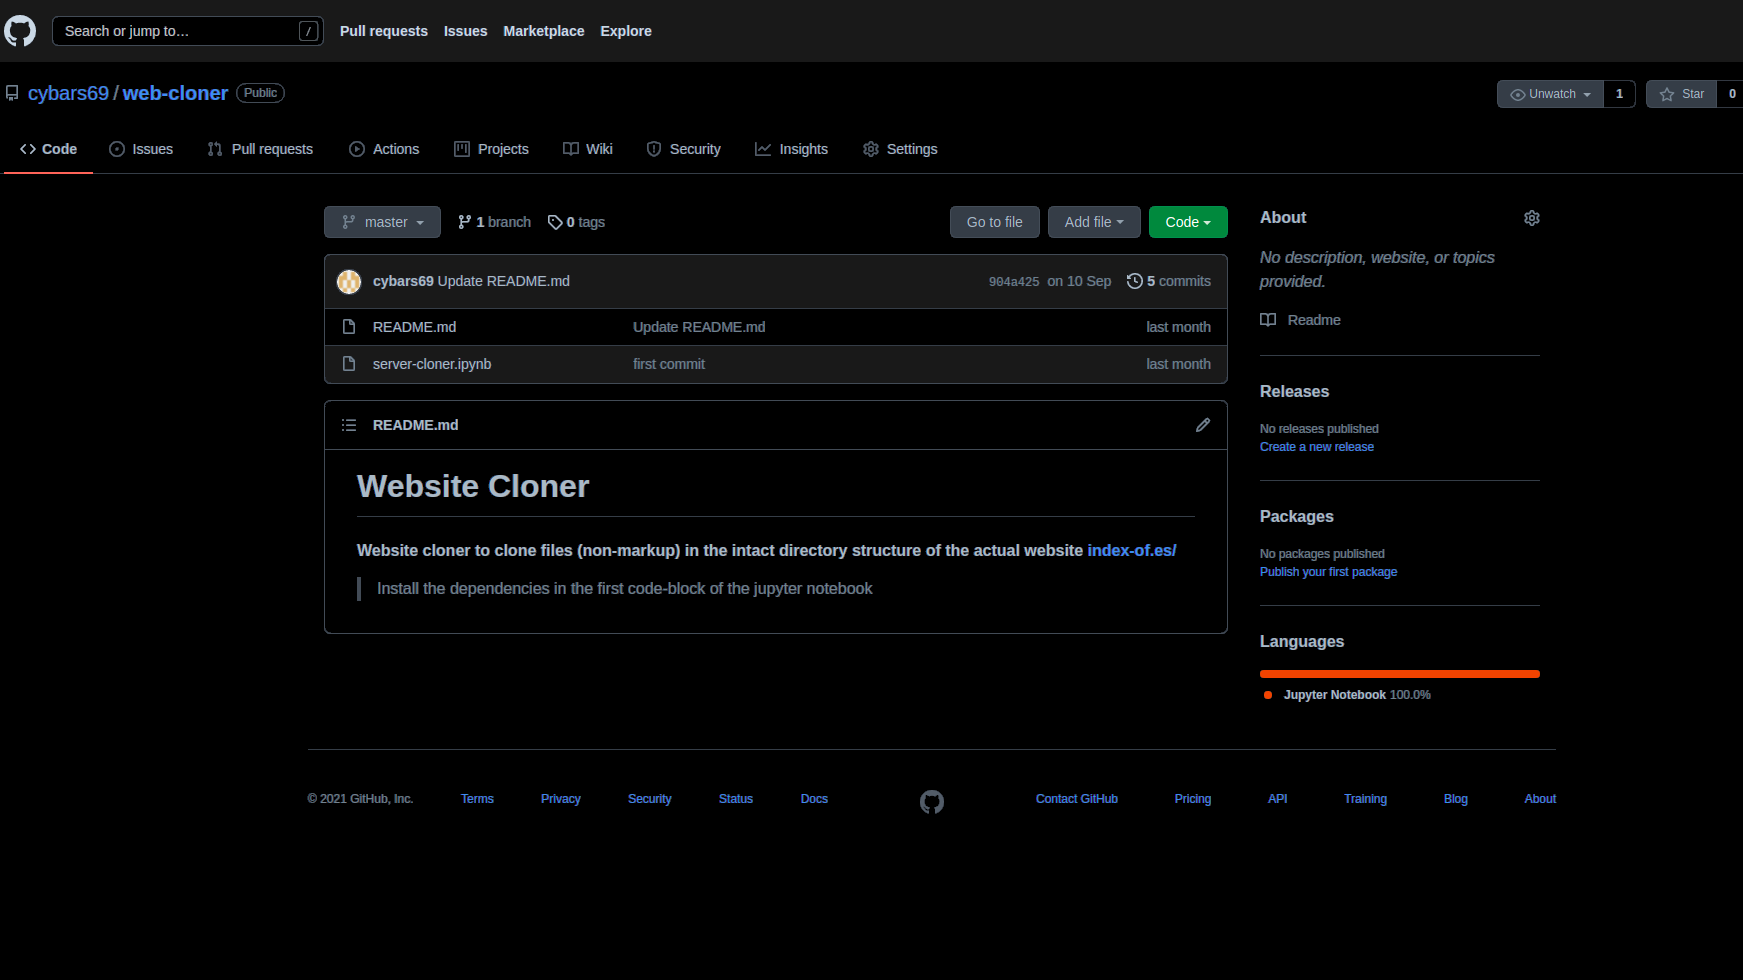 Search or jump to… /
Pull requests Issues Marketplace Explore
cybars69 / web-cloner Public
Unwatch 1 Star 0
Code Issues Pull requests Actions Projects Wiki Security Insights Settings
master 1 branch 0 tags Go to file Add file Code
cybars69 Update README.md 904a425 on 10 Sep 5 commits
README.md Update README.md last month
server-cloner.ipynb first commit last month
README.md
Website Cloner
Website cloner to clone files (non-markup) in the intact directory structure of the actual website index-of.es/
Install the dependencies in the first code-block of the jupyter notebook
About
No description, website, or topics
provided.
Readme
Releases
No releases published
Create a new release
Packages
No packages published
Publish your first package
Languages
Jupyter Notebook 100.0%
© 2021 GitHub, Inc. Terms Privacy Security Status Docs Contact GitHub Pricing API Training Blog About